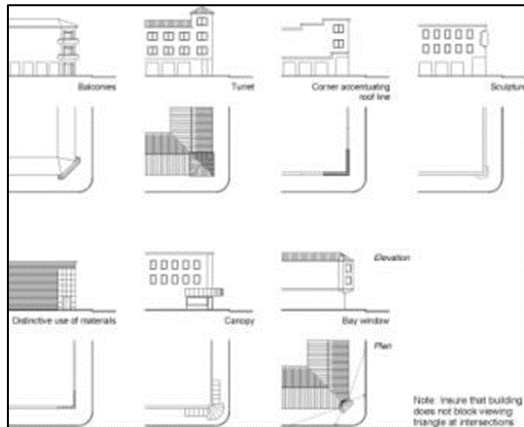 Balconies
Turret
Corner accentuating
roof line
Sculpture
Elevation
Distinctive use of materials
Canopy
Bay window
Plan
Note: Insure that building
does not block viewing
triangle at intersections